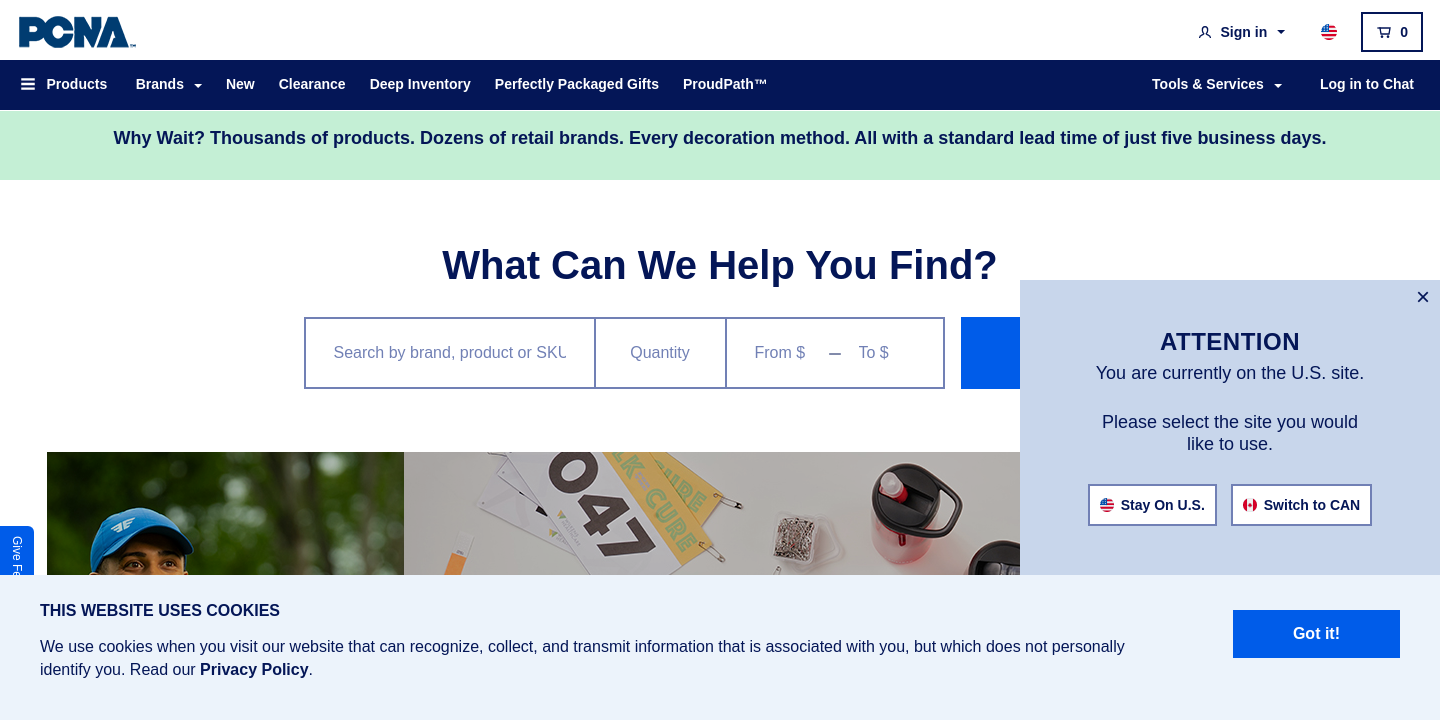 PCNA
Sign in
0
Products Brands New Clearance Deep Inventory Perfectly Packaged Gifts ProudPath™ Tools & Services Log in to Chat
Why Wait? Thousands of products. Dozens of retail brands. Every decoration method. All with a standard lead time of just five business days.
What Can We Help You Find?
Search by brand, product or SKU
Quantity
From $ – To $
×
ATTENTION
You are currently on the U.S. site.
Please select the site you would
like to use.
Stay On U.S. Switch to CAN
047
CURE
CURE
Give Fe
THIS WEBSITE USES COOKIES
We use cookies when you visit our website that can recognize, collect, and transmit information that is associated with you, but which does not personally
identify you. Read our Privacy Policy.
Got it!